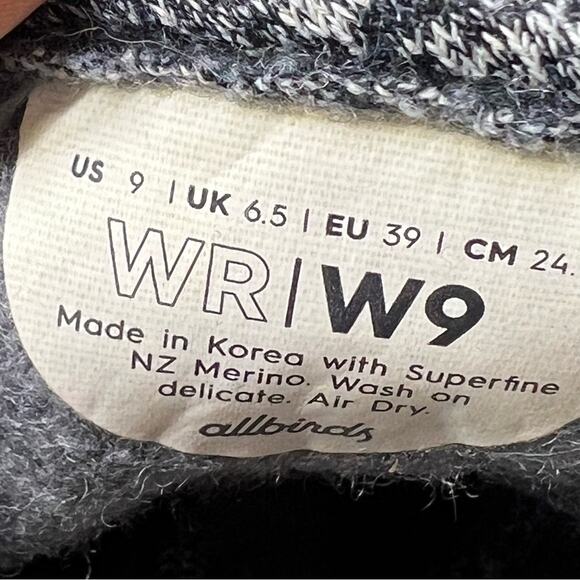 US 9 | UK 6.5 | EU 39 | CM 24.
WR | W9
Made in Korea with Superfine
NZ Merino. Wash on
delicate. Air Dry.
allbirds